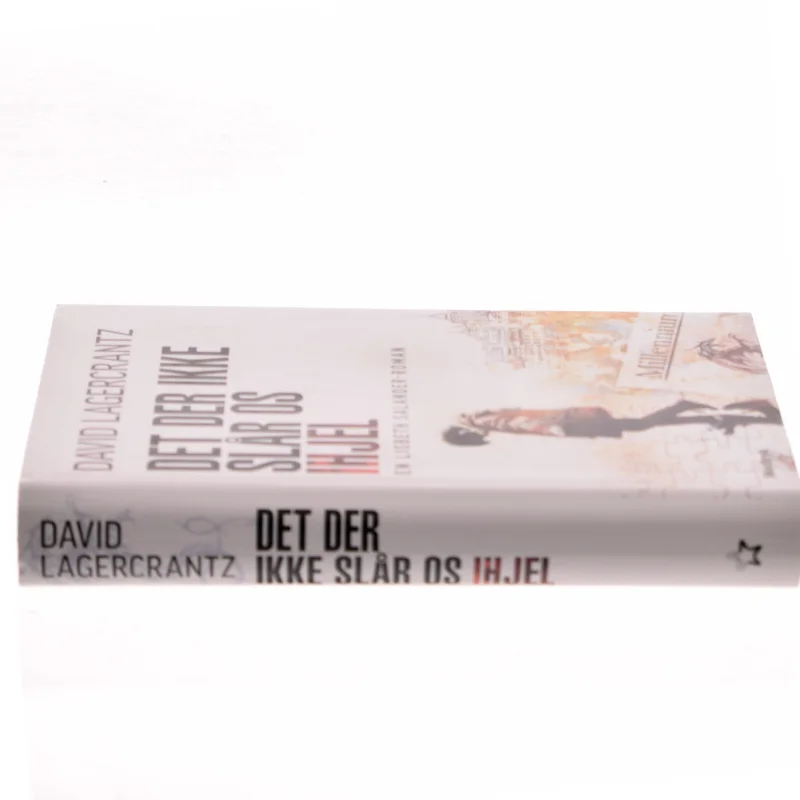 DAVID LAGERCRANTZ
DET DER IKKE
SLÅR OS
IHJEL
EN LISBETH SALANDER-ROMAN
Millennium
DAVID
LAGERCRANTZ
DET DER
IKKE SLÅR OS IHJEL